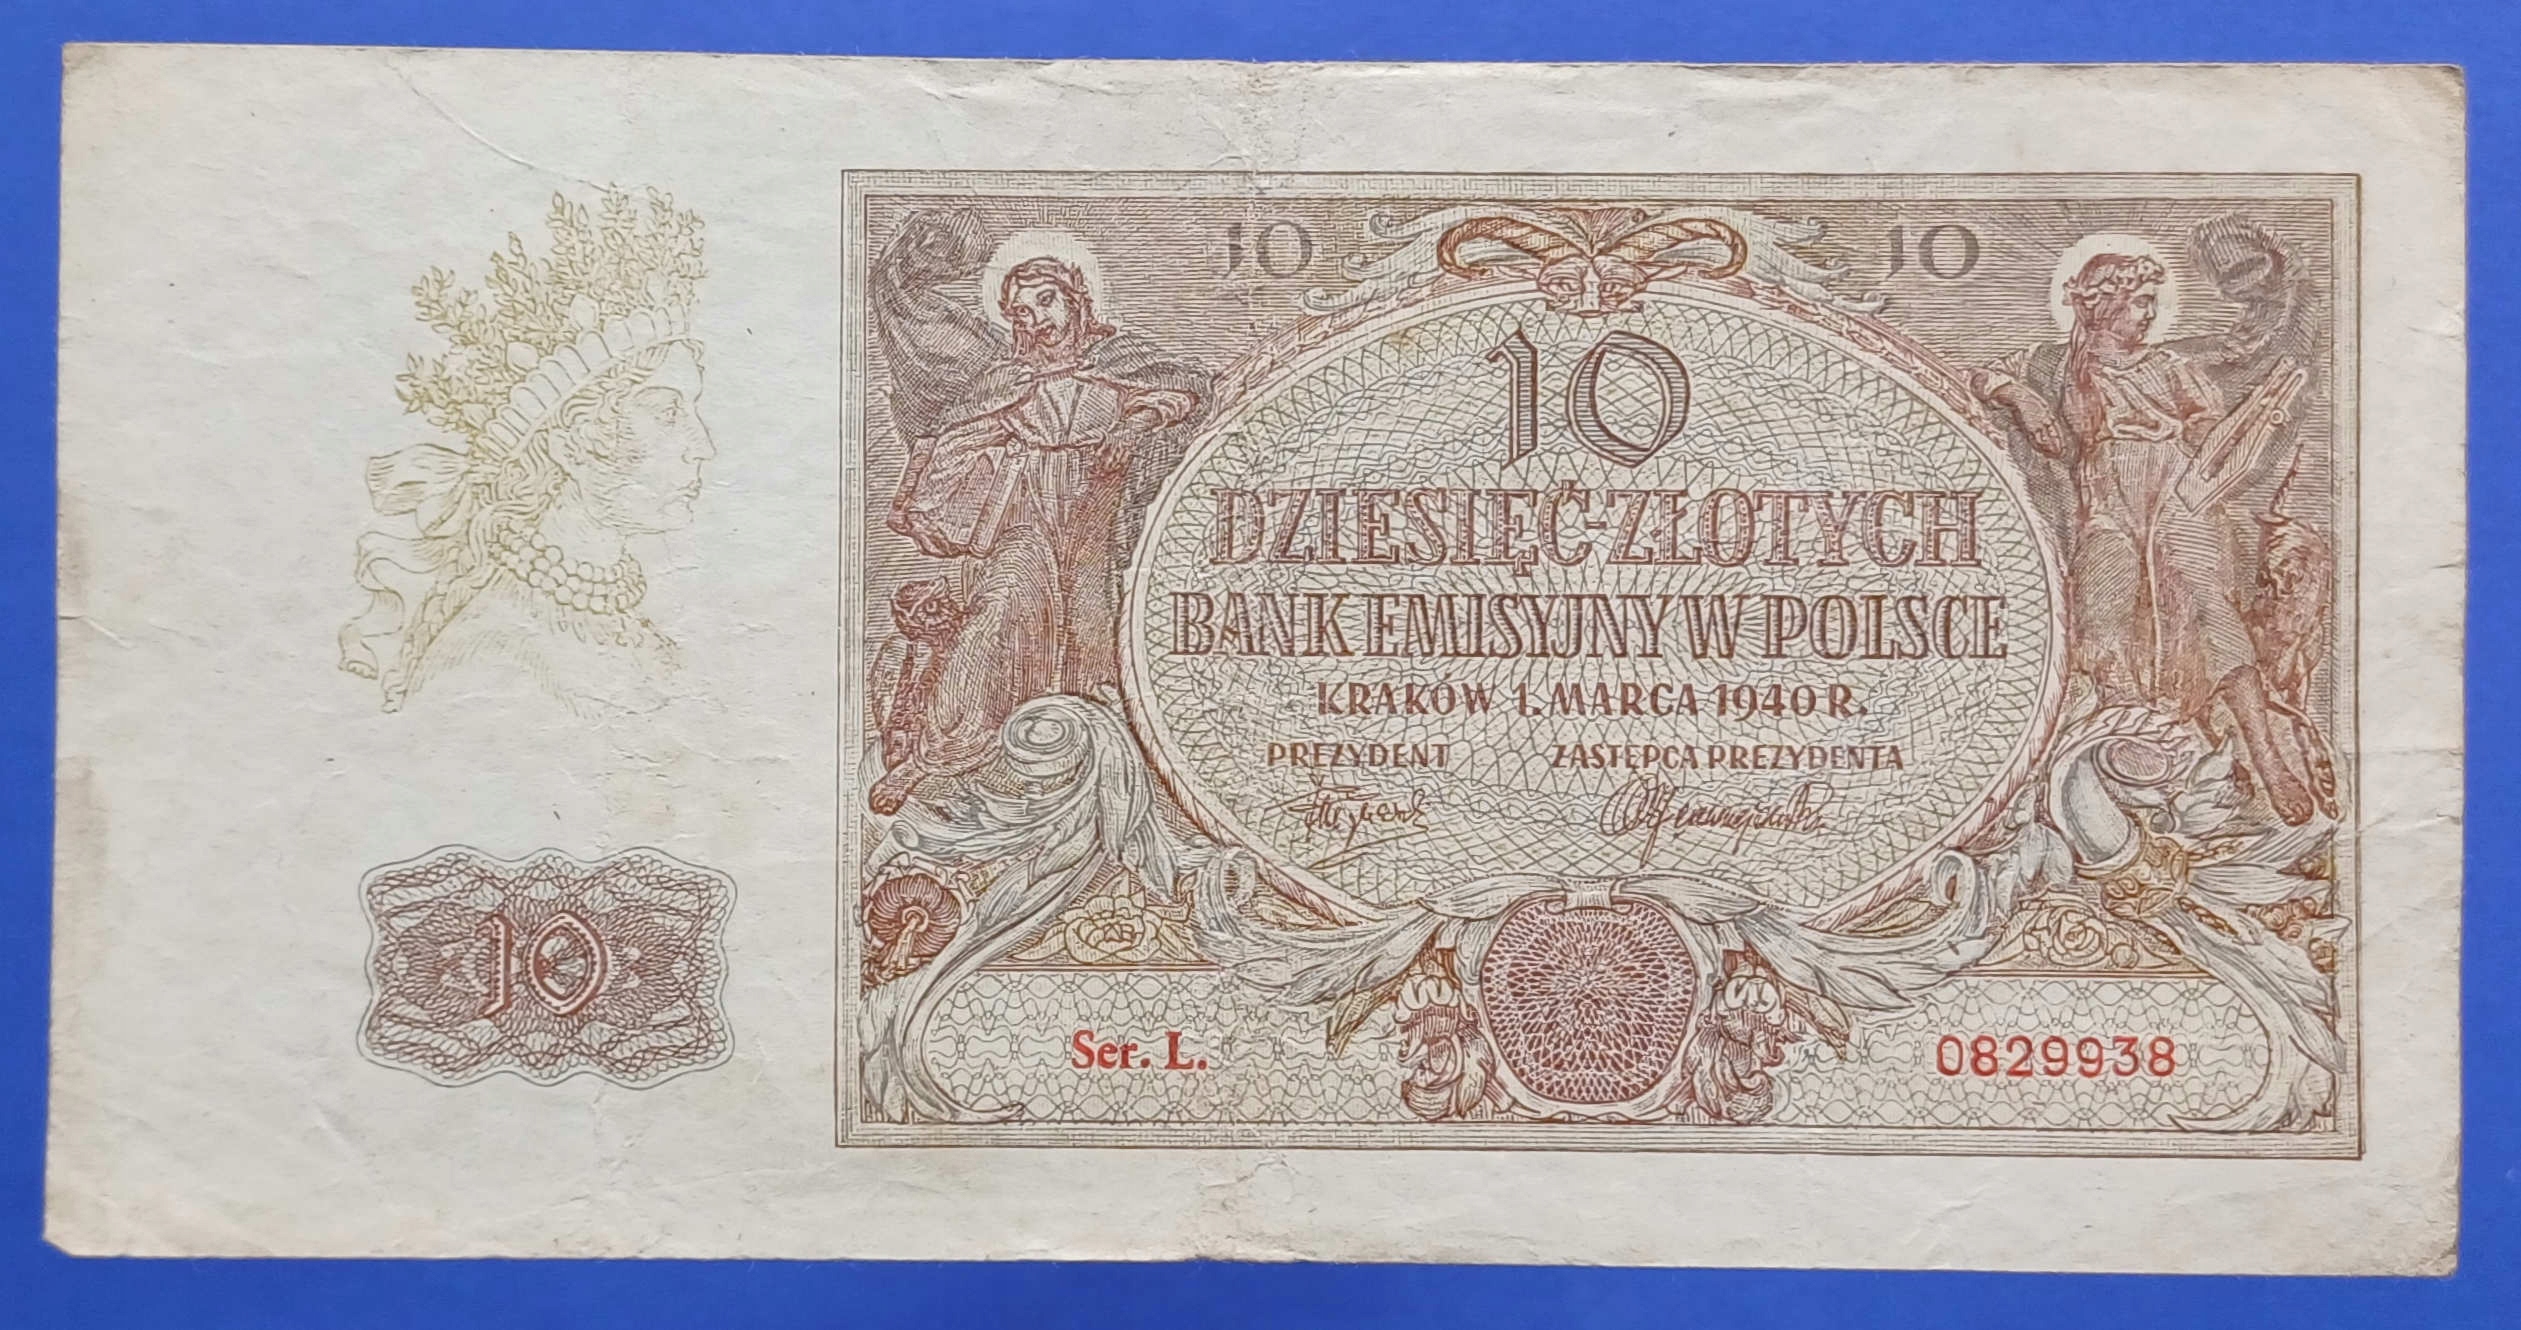 10 10
10
DZIESIĘĆ-ZŁOTYCH
BANK EMISYJNY W POLSCE
KRAKÓW 1. MARCA 1940 R.
PREZYDENT ZASTĘPCA PREZYDENTA
10
Ser. L. 0829938